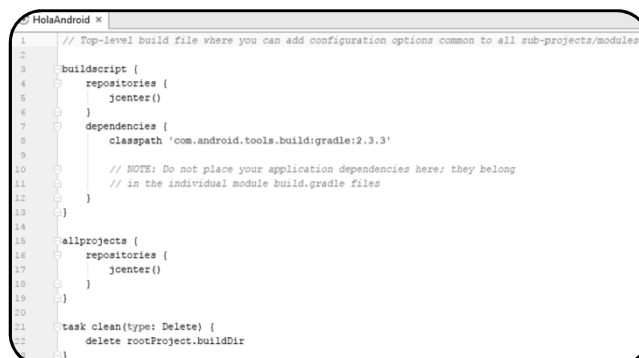 HolaAndroid ×
1 // Top-level build file where you can add configuration options common to all sub-projects/modules
2
3 buildscript {
4 repositories {
5 jcenter()
6 }
7 dependencies {
8 classpath 'com.android.tools.build:gradle:2.3.3'
9
10 // NOTE: Do not place your application dependencies here; they belong
11 // in the individual module build.gradle files
12 }
13 }
14
15 allprojects {
16 repositories {
17 jcenter()
18 }
19 }
20
21 task clean(type: Delete) {
22 delete rootProject.buildDir
23 }